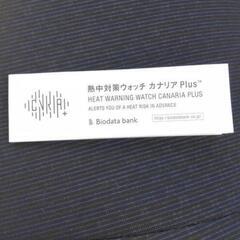 CNRIA+
熱中対策ウォッチ カナリア Plus™
HEAT WARNING WATCH CANARIA PLUS
ALERTS YOU OF A HEAT RISK IN ADVANCE
Biodata bank